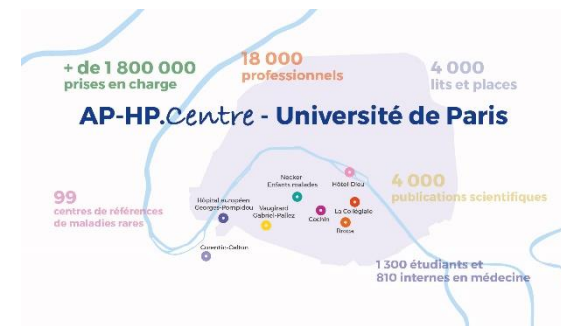 + de 1 800 000
prises en charge
18 000
professionnels
4 000
lits et places
AP-HP.Centre - Université de Paris
Necker
Enfants malades
Hôtel-Dieu
Hôpital européen
Georges-Pompidou
Vaugirard
Gabriel-Pallez
Cochin
La Collégiale
Broca
Corentin-Celton
99
centres de références
de maladies rares
4 000
publications scientifiques
1 300 étudiants et
810 internes en médecine